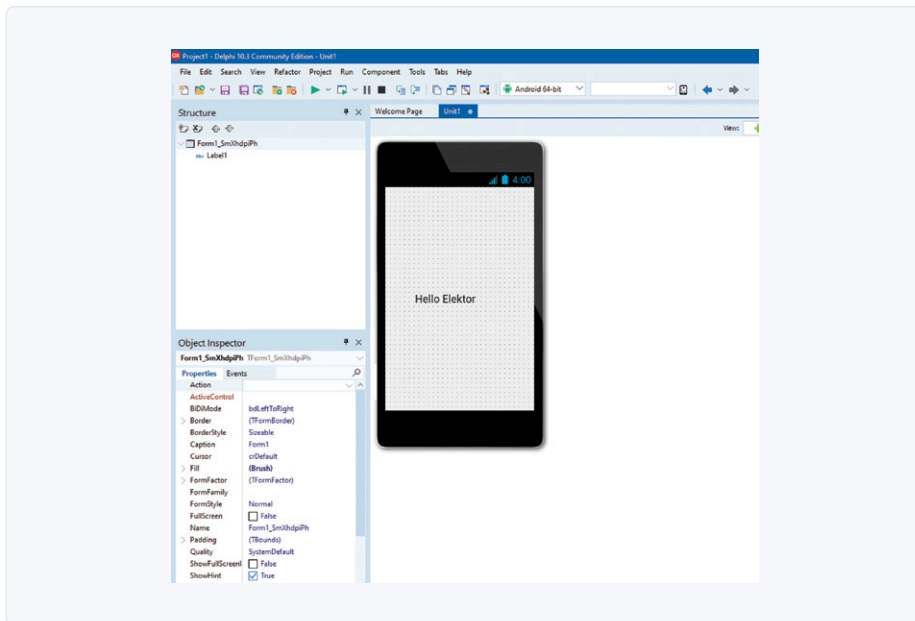 Project1 - Delphi 10.3 Community Edition - Unit1
File Edit Search View Refactor Project Run Component Tools Tabs Help
Android 64-bit
Structure
Welcome Page Unit1
View:
Form1_SmXhdpiPh
Abc Label1
4:00
Hello Elektor
Object Inspector
Form1_SmXhdpiPh TForm1_SmXhdpiPh
Properties Events
Action
ActiveControl
BiDiMode bdLeftToRight
Border (TFormBorder)
BorderStyle Sizeable
Caption Form1
Cursor crDefault
Fill (Brush)
FormFactor (TFormFactor)
FormFamily
FormStyle Normal
FullScreen False
Name Form1_SmXhdpiPh
Padding (TBounds)
Quality SystemDefault
ShowFullScreenI False
ShowHint True